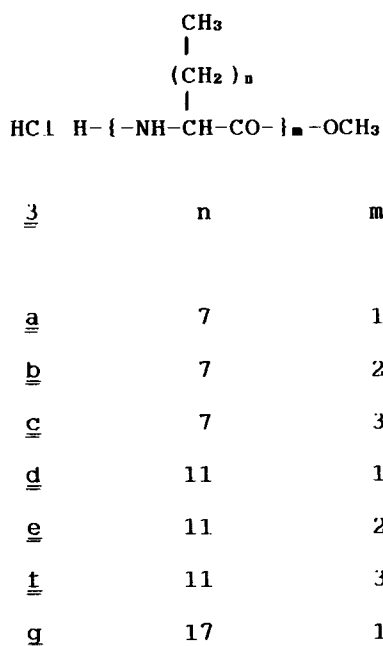 CH₃
(CH₂)ₙ
HCl H-{-NH-CH-CO-}ₘ-OCH₃
3 n m
a 7 1
b 7 2
c 7 3
d 11 1
e 11 2
f 11 3
g 17 1